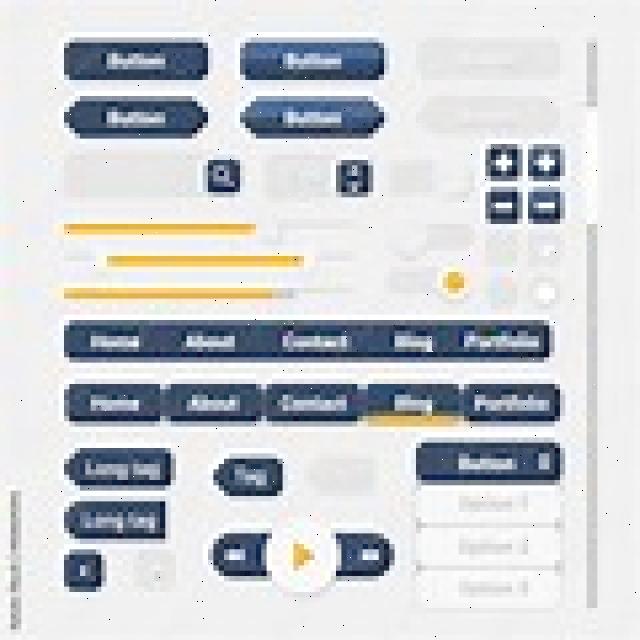 Button Button
Button Button
Home About Contact Blog Portfolio
Home About Contact Blog Portfolio
Long tag
Tag
Button
Long tag
Option 1
Option 2
Option 3